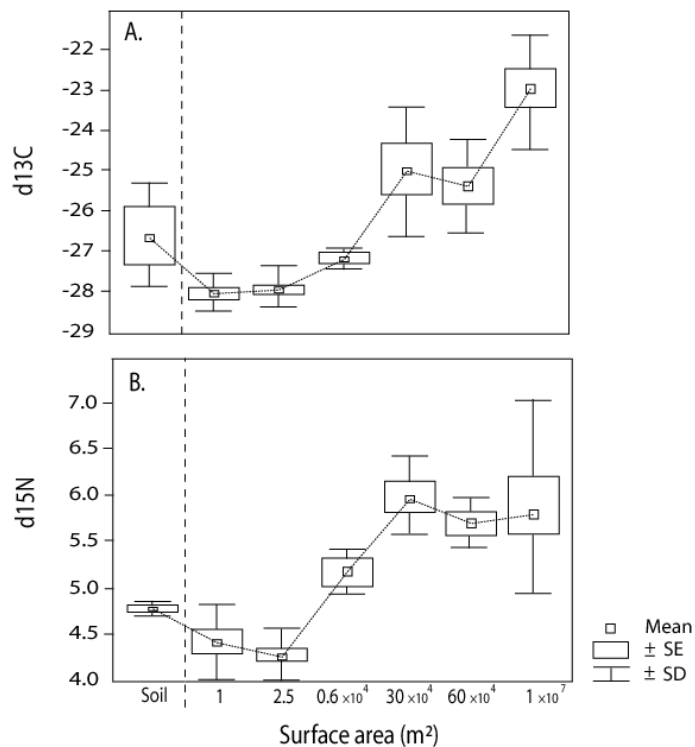 A.
-22
-23
-24
-25
-26
-27
-28
-29
d13C
B.
7.0
6.5
6.0
5.5
5.0
4.5
4.0
d15N
Soil 1 2.5 0.6 ×10⁴ 30 ×10⁴ 60 ×10⁴ 1 ×10⁷
Surface area (m²)
Mean
± SE
± SD